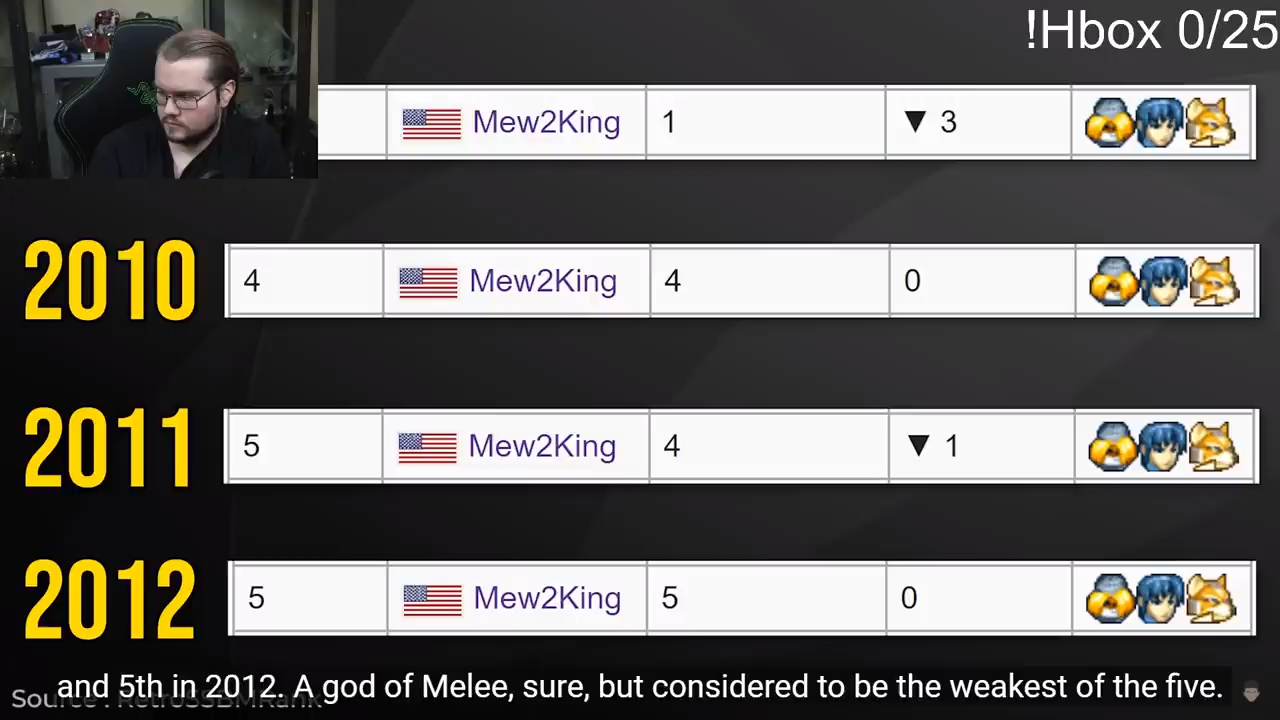 !Hbox 0/25
Mew2King 1 ▼ 3
2010 4 Mew2King 4 0
2011 5 Mew2King 4 ▼ 1
2012 5 Mew2King 5 0
and 5th in 2012. A god of Melee, sure, but considered to be the weakest of the five.
Source : RetroSSBMRank